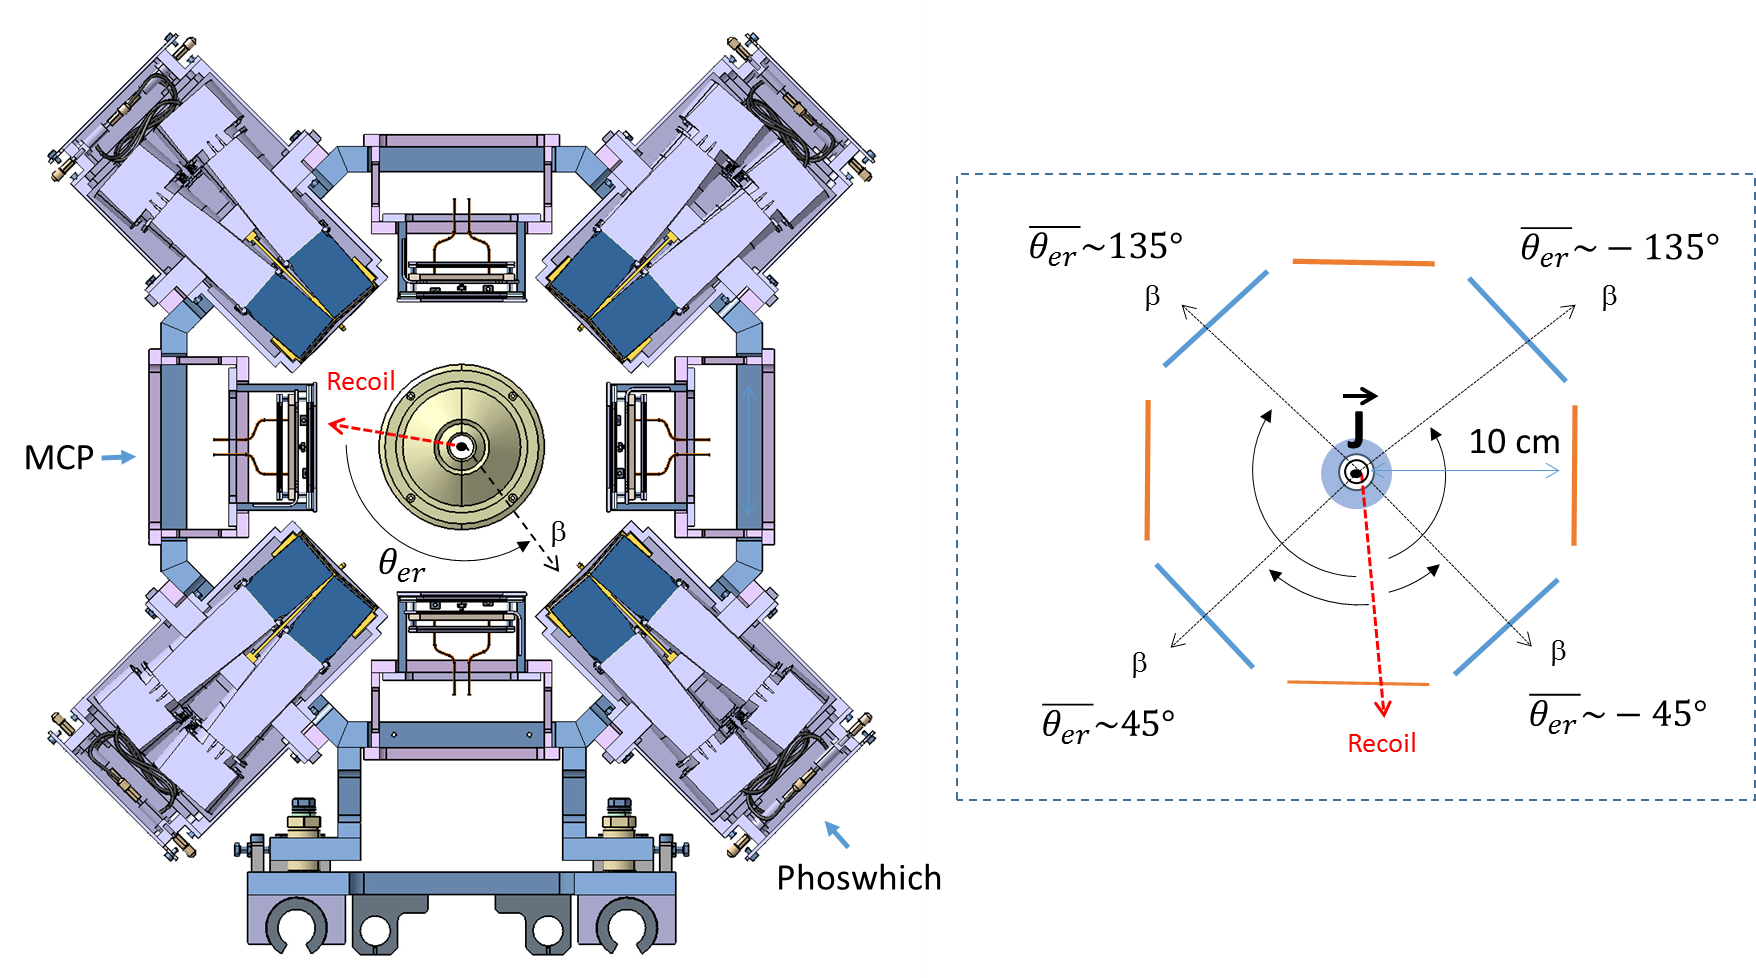 Recoil
MCP
β
θₑᵣ
Phoswhich
θₑᵣ~135°
θₑᵣ~ − 135°
β
β
J
10 cm
β
β
θₑᵣ~45°
θₑᵣ~ − 45°
Recoil